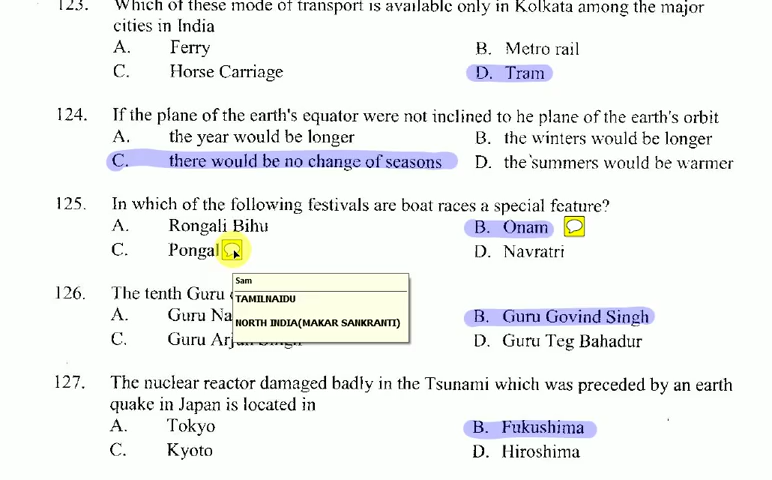 123. Which of these mode of transport is available only in Kolkata among the major
cities in India
A. Ferry B. Metro rail
C. Horse Carriage D. Tram
124. If the plane of the earth's equator were not inclined to he plane of the earth's orbit
A. the year would be longer B. the winters would be longer
C. there would be no change of seasons D. the summers would be warmer
125. In which of the following festivals are boat races a special feature?
A. Rongali Bihu B. Onam
C. Pongal D. Navratri
Sam
TAMILNAIDU
NORTH INDIA(MAKAR SANKRANTI)
126. The tenth Guru
A. Guru Na B. Guru Govind Singh
C. Guru Arjun Singh D. Guru Teg Bahadur
127. The nuclear reactor damaged badly in the Tsunami which was preceded by an earth
quake in Japan is located in
A. Tokyo B. Fukushima
C. Kyoto D. Hiroshima